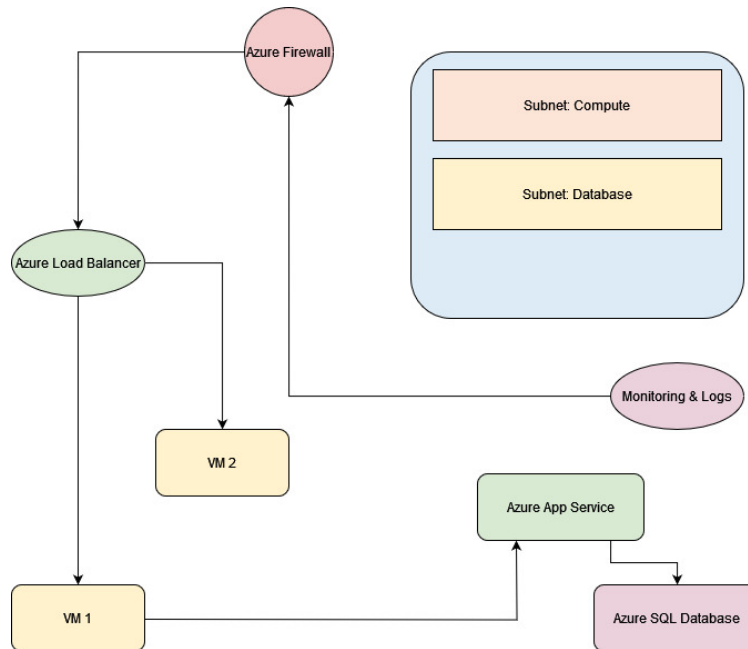 Azure Firewall
Subnet: Compute
Subnet: Database
Azure Load Balancer
Monitoring & Logs
VM 2
Azure App Service
VM 1
Azure SQL Database